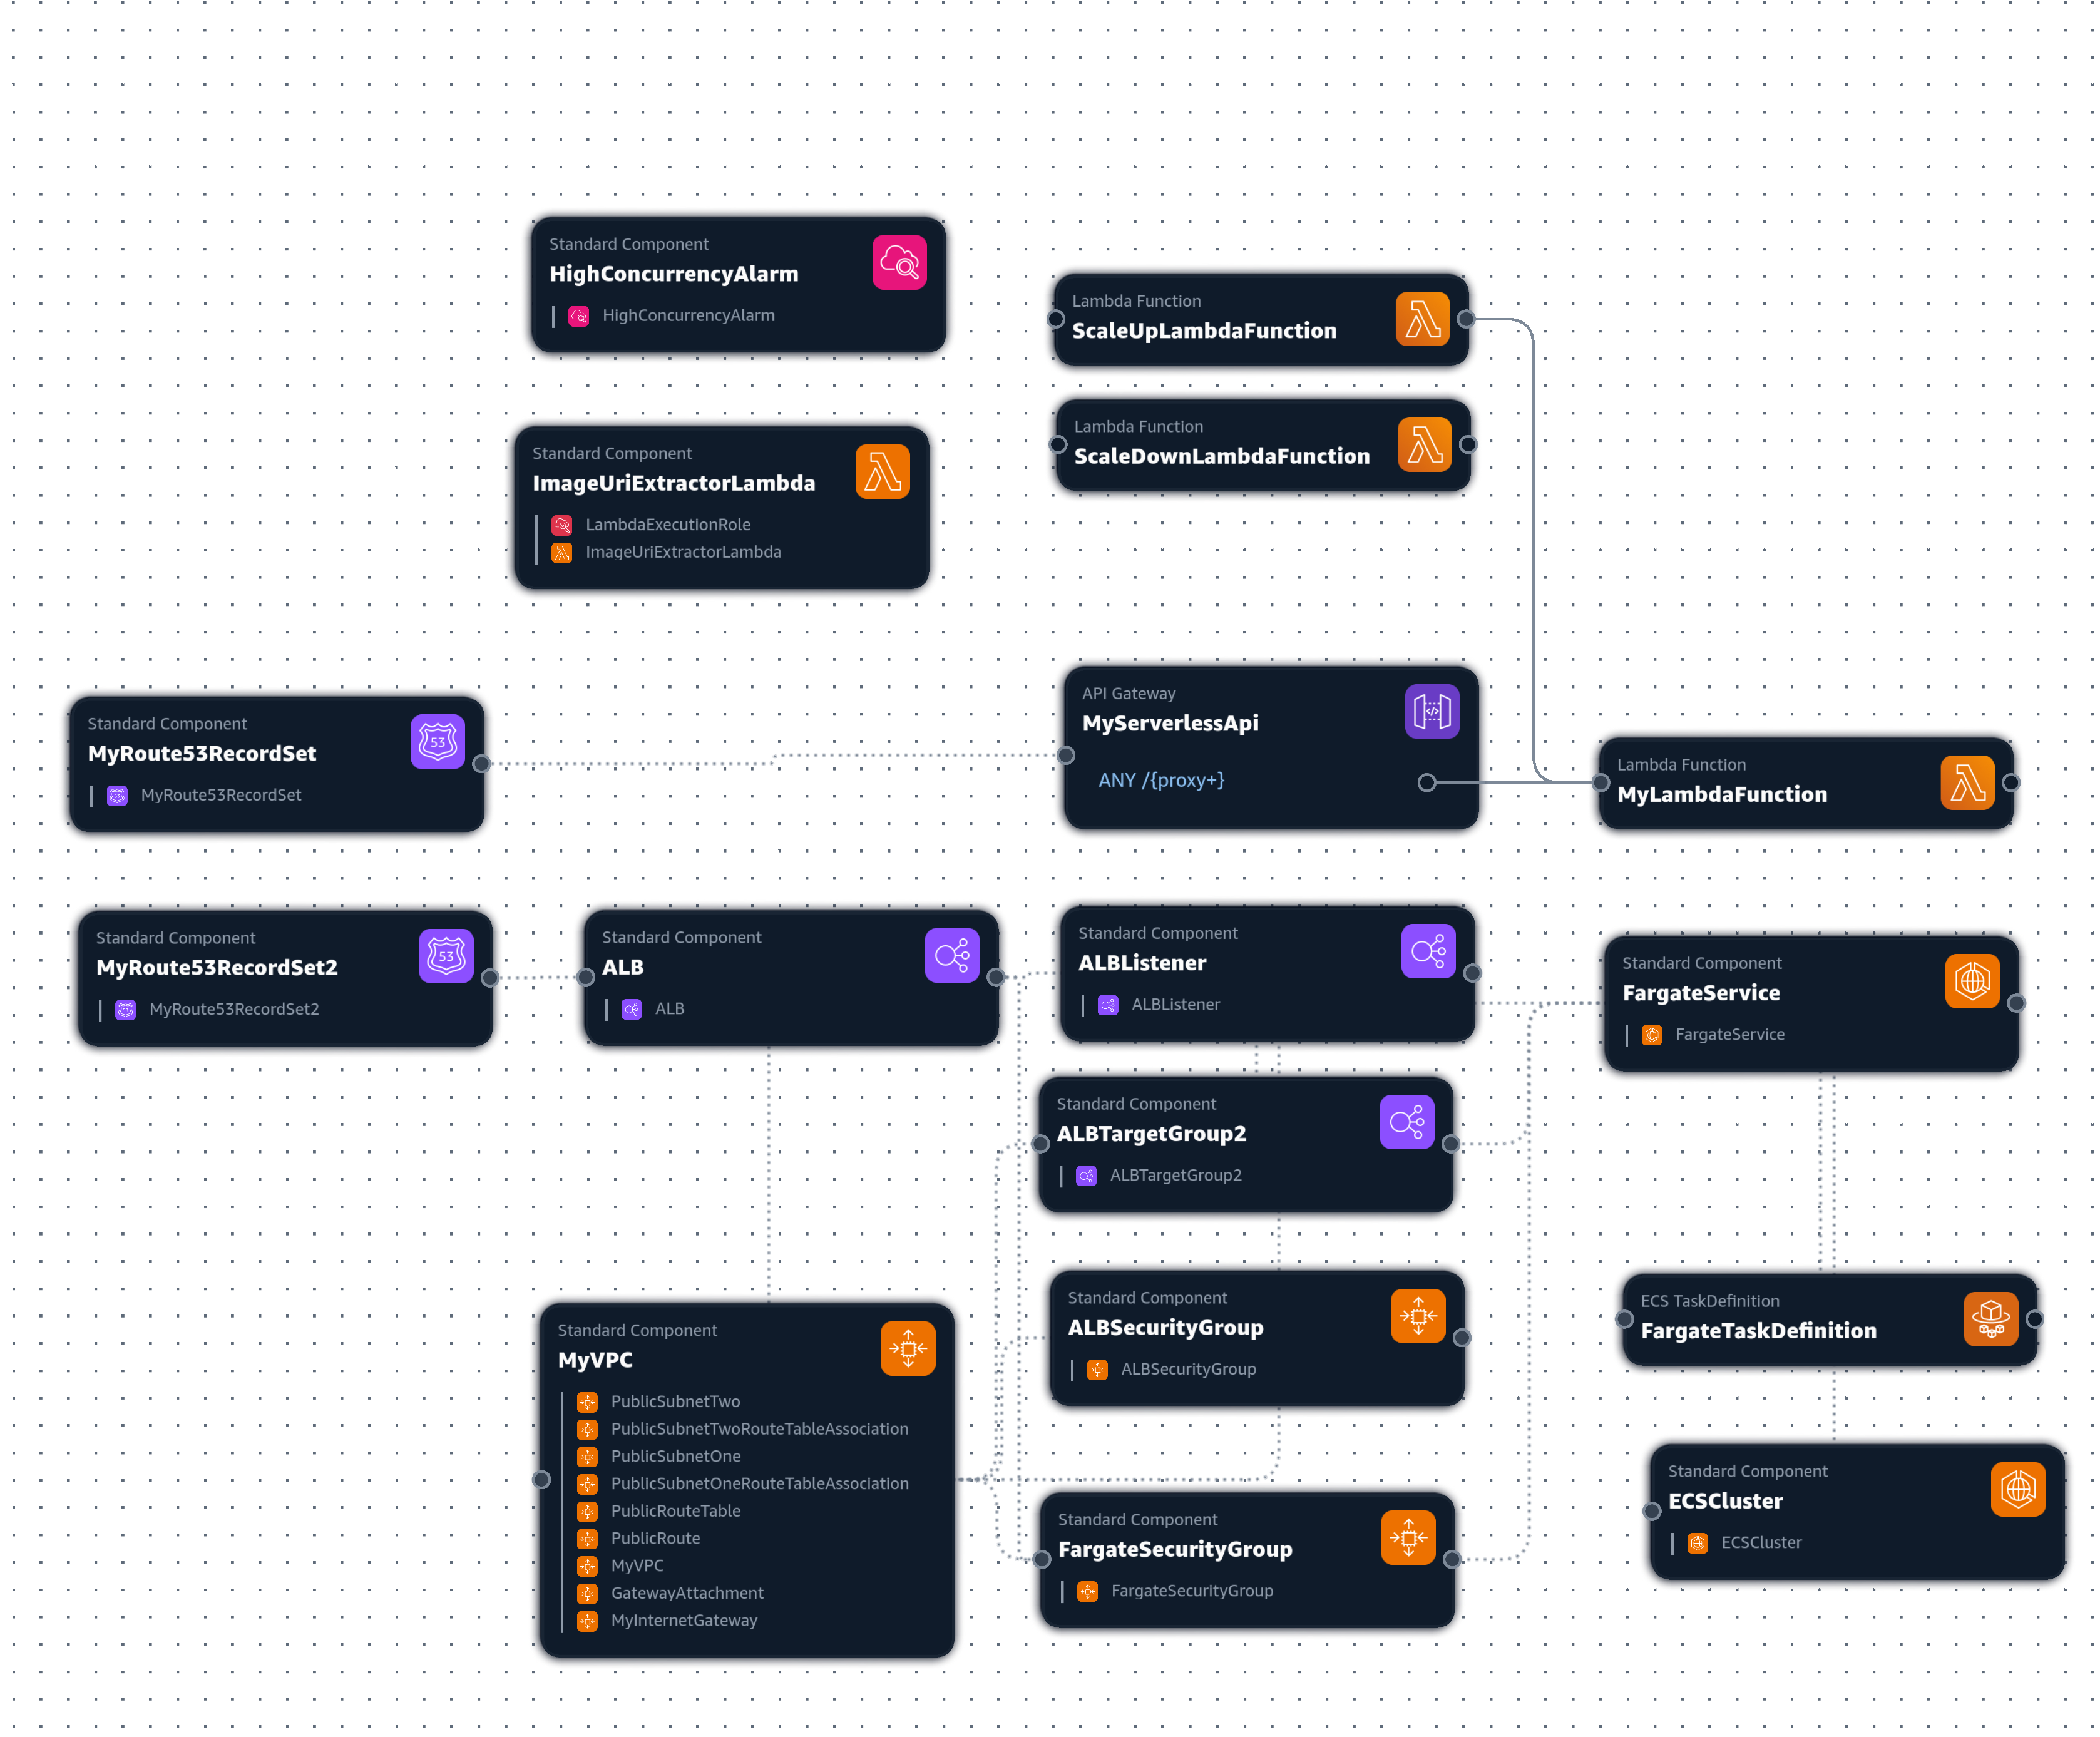 Standard Component
HighConcurrencyAlarm
HighConcurrencyAlarm
Lambda Function
ScaleUpLambdaFunction
Lambda Function
ScaleDownLambdaFunction
Standard Component
ImageUriExtractorLambda
LambdaExecutionRole
ImageUriExtractorLambda
Standard Component
MyRoute53RecordSet
53
MyRoute53RecordSet
API Gateway
MyServerlessApi
ANY /{proxy+}
Lambda Function
MyLambdaFunction
Standard Component
MyRoute53RecordSet2
53
MyRoute53RecordSet2
Standard Component
ALB
ALB
Standard Component
ALBListener
ALBListener
Standard Component
FargateService
FargateService
Standard Component
ALBTargetGroup2
ALBTargetGroup2
Standard Component
ALBSecurityGroup
ALBSecurityGroup
ECS TaskDefinition
FargateTaskDefinition
Standard Component
MyVPC
PublicSubnetTwo
PublicSubnetTwoRouteTableAssociation
PublicSubnetOne
PublicSubnetOneRouteTableAssociation
PublicRouteTable
PublicRoute
MyVPC
GatewayAttachment
MyInternetGateway
Standard Component
FargateSecurityGroup
FargateSecurityGroup
Standard Component
ECSCluster
ECSCluster